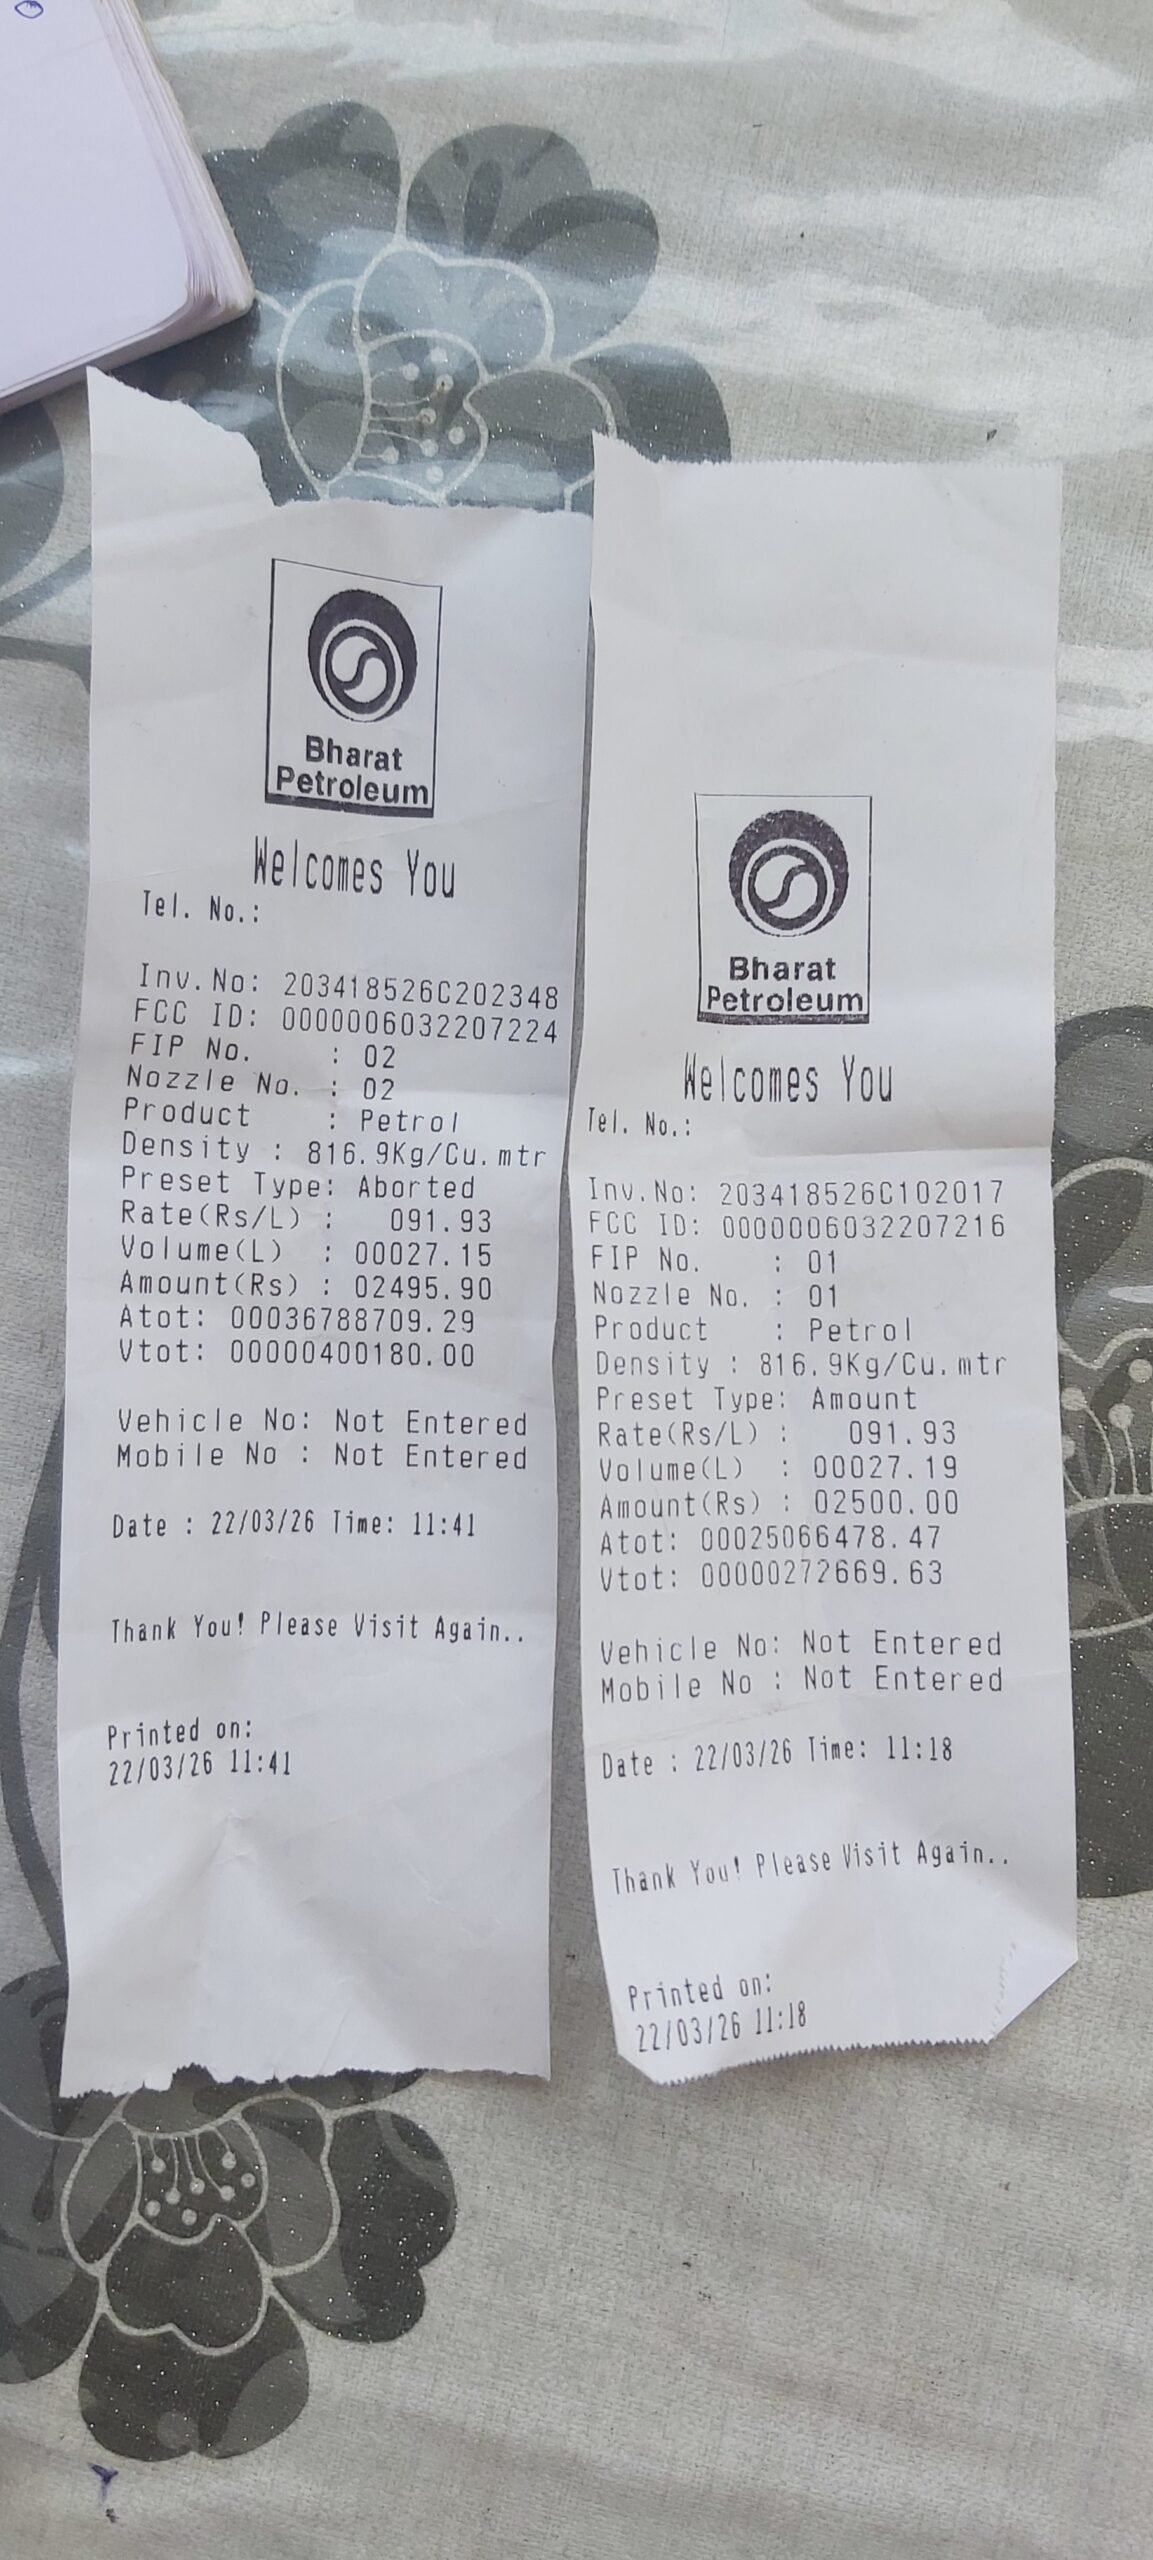 Bharat
Petroleum
Welcomes You
Tel. No.:
Inv.No: 203418526C202348
FCC ID: 0000006032207224
FIP No. : 02
Nozzle No. : 02
Product : Petrol
Density : 816.9Kg/Cu.mtr
Preset Type: Aborted
Rate(Rs/L) : 091.93
Volume(L) : 00027.15
Amount(Rs) : 02495.90
Atot: 00036788709.29
Vtot: 00000400180.00
Vehicle No: Not Entered
Mobile No : Not Entered
Date : 22/03/26 Time: 11:41
Thank You! Please Visit Again..
Printed on:
22/03/26 11:41
Bharat
Petroleum
Welcomes You
Tel. No.:
Inv.No: 203418526C102017
FCC ID: 0000006032207216
FIP No. : 01
Nozzle No. : 01
Product : Petrol
Density : 816.9Kg/Cu.mtr
Preset Type: Amount
Rate(Rs/L) : 091.93
Volume(L) : 00027.19
Amount(Rs) : 02500.00
Atot: 00025066478.47
Vtot: 00000272669.63
Vehicle No: Not Entered
Mobile No : Not Entered
Date : 22/03/26 Time: 11:18
Thank You! Please Visit Again..
Printed on:
22/03/26 11:18